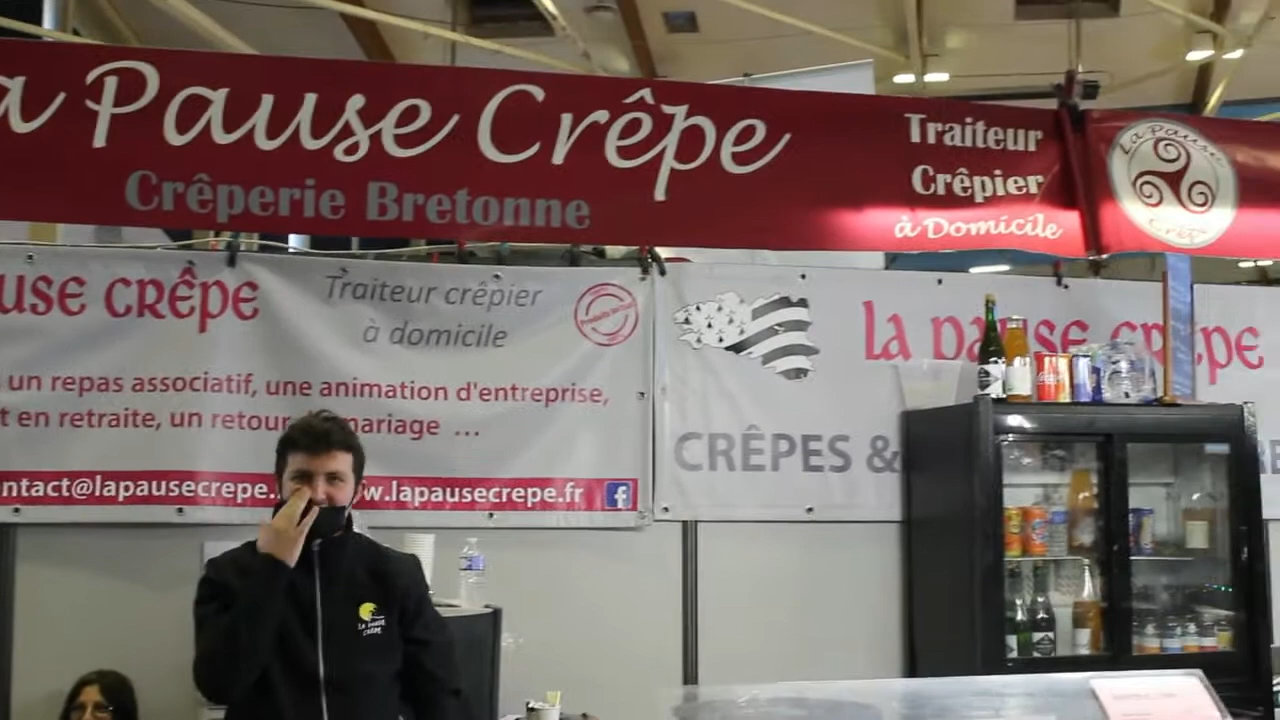 a Pause Crêpe
Crêperie Bretonne
Traiteur
Crêpier
à Domicile
La Pause
Crêp
use crêpe
Traiteur crêpier
à domicile
un repas associatif, une animation d'entreprise,
t en retraite, un retour mariage ...
ntact@lapausecrepe. w.lapausecrepe.fr f
la pause crêpe
CRÊPES &
La Pause
Crêpe